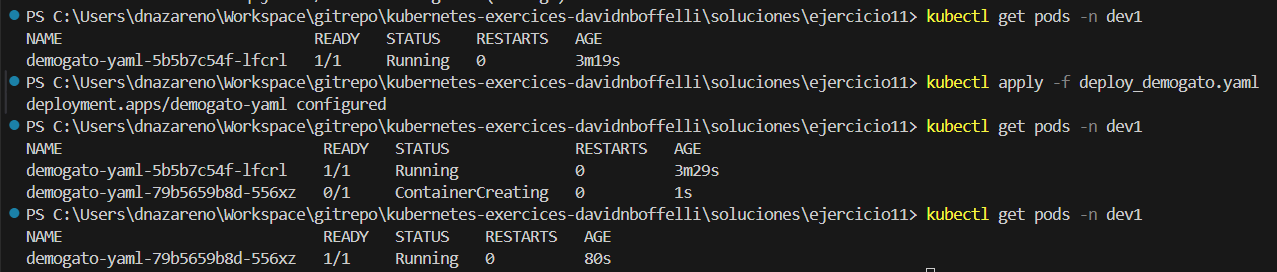 PS C:\Users\dnazareno\Workspace\gitrepo\kubernetes-exercices-davidnboffelli\soluciones\ejercicio11> kubectl get pods -n dev1
NAME READY STATUS RESTARTS AGE
demogato-yaml-5b5b7c54f-lfcrl 1/1 Running 0 3m19s
PS C:\Users\dnazareno\Workspace\gitrepo\kubernetes-exercices-davidnboffelli\soluciones\ejercicio11> kubectl apply -f deploy_demogato.yaml
deployment.apps/demogato-yaml configured
PS C:\Users\dnazareno\Workspace\gitrepo\kubernetes-exercices-davidnboffelli\soluciones\ejercicio11> kubectl get pods -n dev1
NAME READY STATUS RESTARTS AGE
demogato-yaml-5b5b7c54f-lfcrl 1/1 Running 0 3m29s
demogato-yaml-79b5659b8d-556xz 0/1 ContainerCreating 0 1s
PS C:\Users\dnazareno\Workspace\gitrepo\kubernetes-exercices-davidnboffelli\soluciones\ejercicio11> kubectl get pods -n dev1
NAME READY STATUS RESTARTS AGE
demogato-yaml-79b5659b8d-556xz 1/1 Running 0 80s